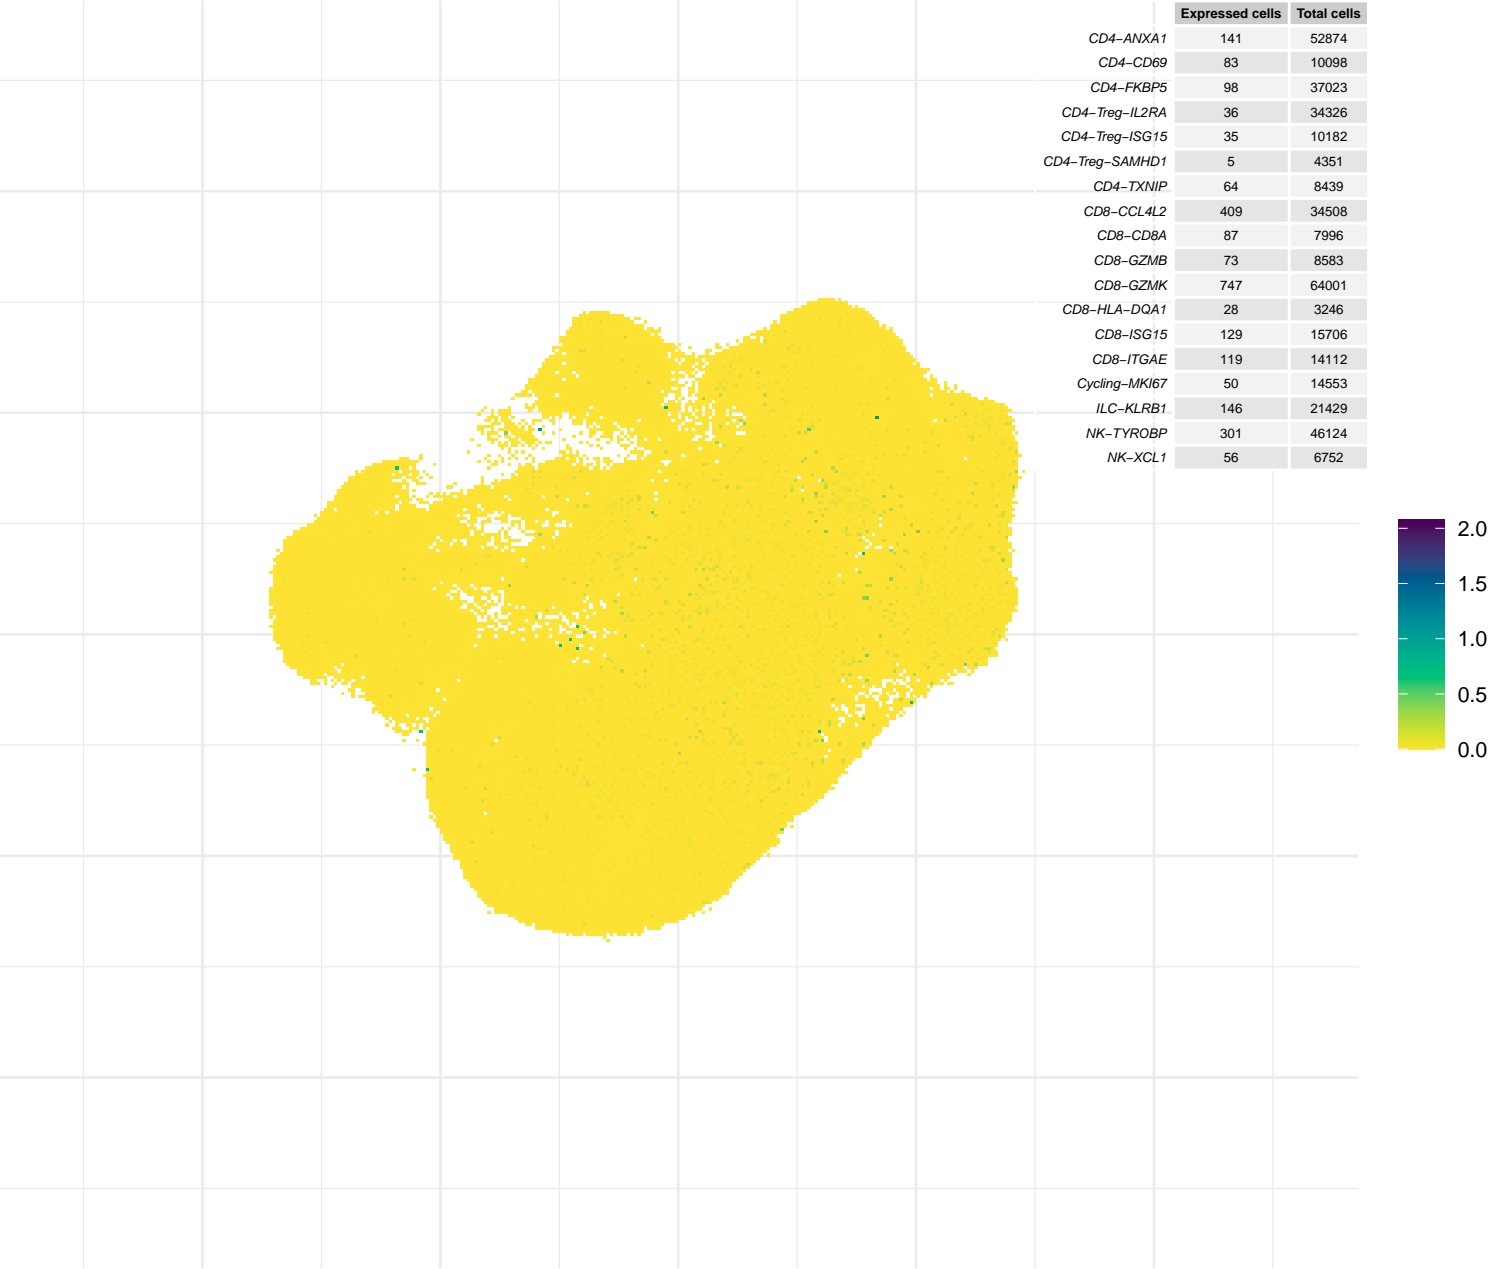 Expressed cells Total cells
CD4−ANXA1 141 52874
CD4−CD69 83 10098
CD4−FKBP5 98 37023
CD4−Treg−IL2RA 36 34326
CD4−Treg−ISG15 35 10182
CD4−Treg−SAMHD1 5 4351
CD4−TXNIP 64 8439
CD8−CCL4L2 409 34508
CD8−CD8A 87 7996
CD8−GZMB 73 8583
CD8−GZMK 747 64001
CD8−HLA−DQA1 28 3246
CD8−ISG15 129 15706
CD8−ITGAE 119 14112
Cycling−MKI67 50 14553
ILC−KLRB1 146 21429
NK−TYROBP 301 46124
NK−XCL1 56 6752
2.0
1.5
1.0
0.5
0.0